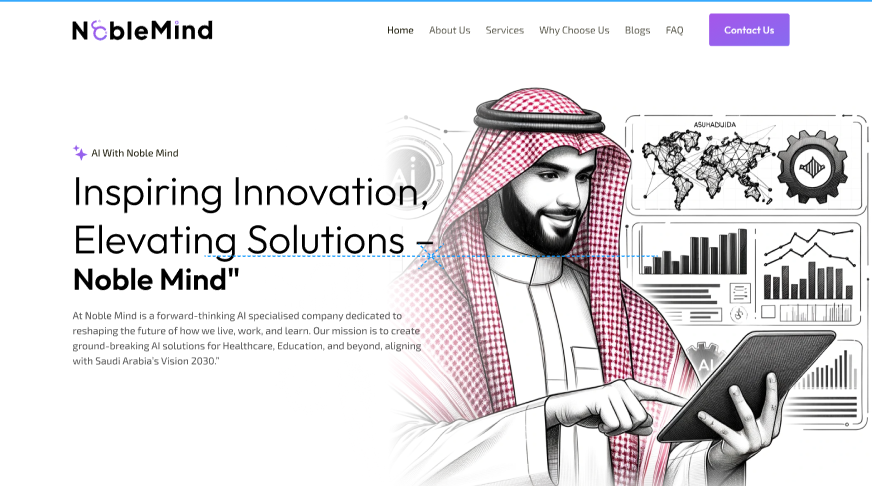 NobleMind
Home About Us Services Why Choose Us Blogs FAQ Contact Us
AI With Noble Mind
Inspiring Innovation,
Elevating Solutions –
Noble Mind"
At Noble Mind is a forward-thinking AI specialised company dedicated to
reshaping the future of how we live, work, and learn. Our mission is to create
ground-breaking AI solutions for Healthcare, Education, and beyond, aligning
with Saudi Arabia's Vision 2030."
AI
ASUHADUIDA
AI